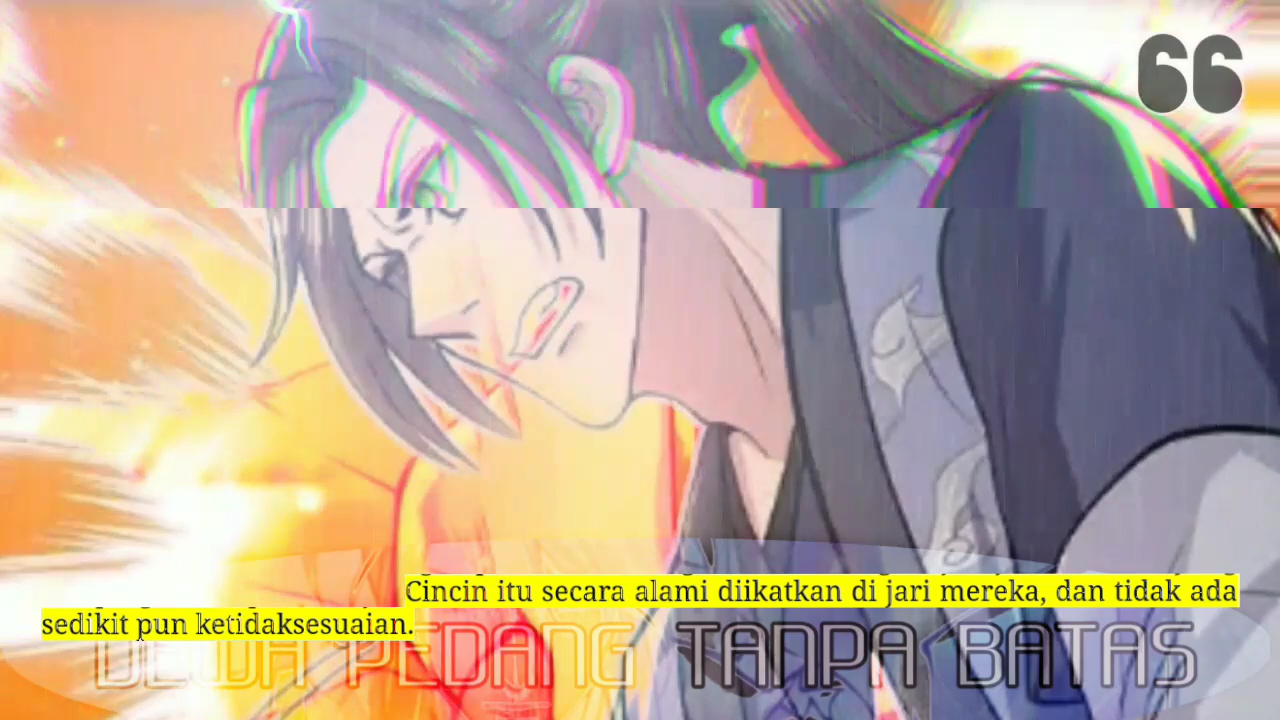 66
Cincin itu secara alami diikatkan di jari mereka, dan tidak ada
sedikit pun ketidaksesuaian.
DEWA PEDANG TANPA BATAS